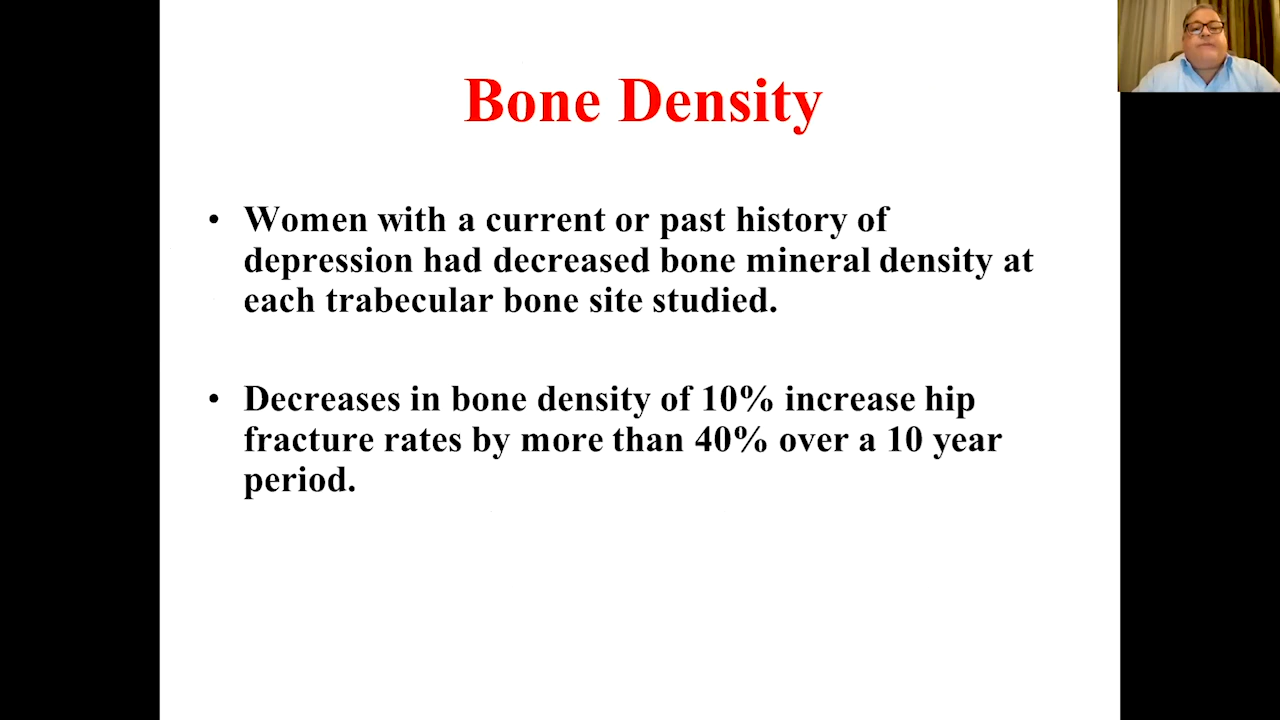 Bone Density
• Women with a current or past history of
depression had decreased bone mineral density at
each trabecular bone site studied.
• Decreases in bone density of 10% increase hip
fracture rates by more than 40% over a 10 year
period.